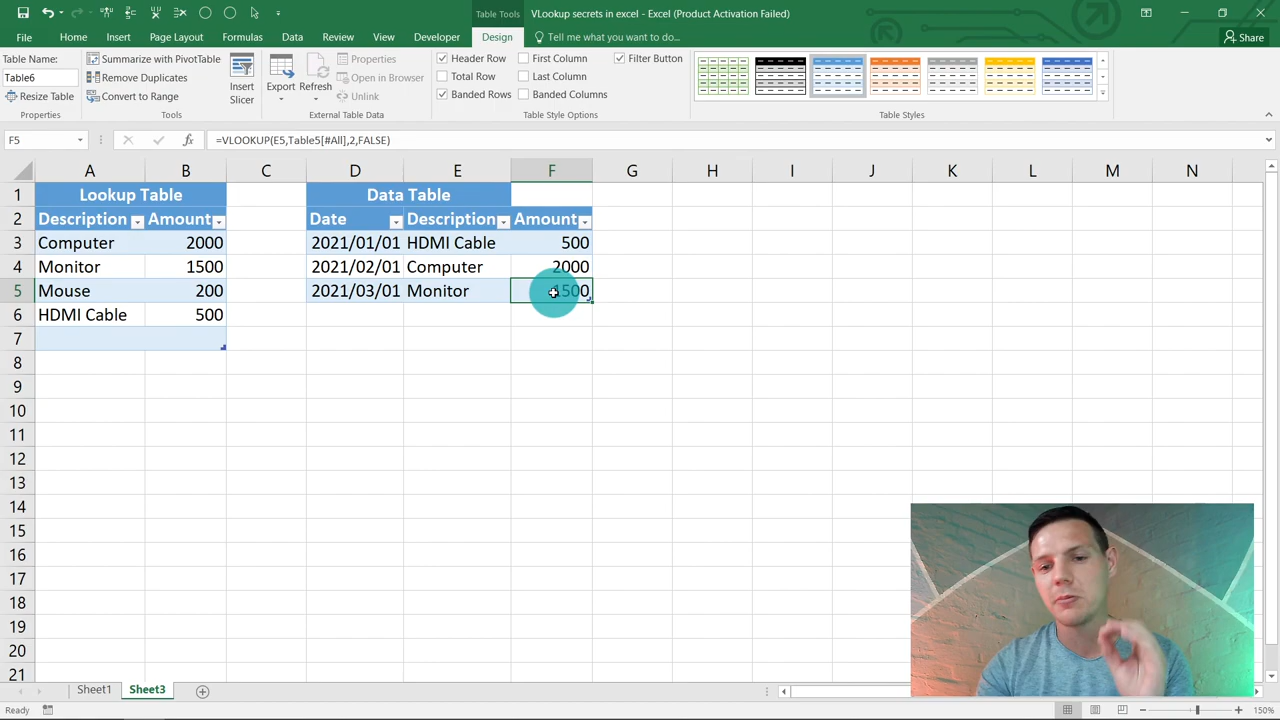 Table Tools
VLookup secrets in excel - Excel (Product Activation Failed)
File Home Insert Page Layout Formulas Data Review View Developer Design Tell me what you want to do... Share
Table Name:
Table6
Resize Table
Properties
Summarize with PivotTable
Remove Duplicates
Convert to Range
Insert
Slicer
Tools
Export
Refresh
Properties
Open in Browser
Unlink
External Table Data
Header Row
First Column
Filter Button
Total Row
Last Column
Banded Rows
Banded Columns
Table Style Options
Table Styles
F5
fx
=VLOOKUP(E5,Table5[#All],2,FALSE)
A B C D E F G H I J K L M N
1 Lookup Table Data Table
2 Description Amount Date Description Amount
3 Computer 2000 2021/01/01 HDMI Cable 500
4 Monitor 1500 2021/02/01 Computer 2000
5 Mouse 200 2021/03/01 Monitor 1500
6 HDMI Cable 500
7
8
9
10
11
12
13
14
15
16
17
18
19
20
21
Sheet1 Sheet3
Ready
150%